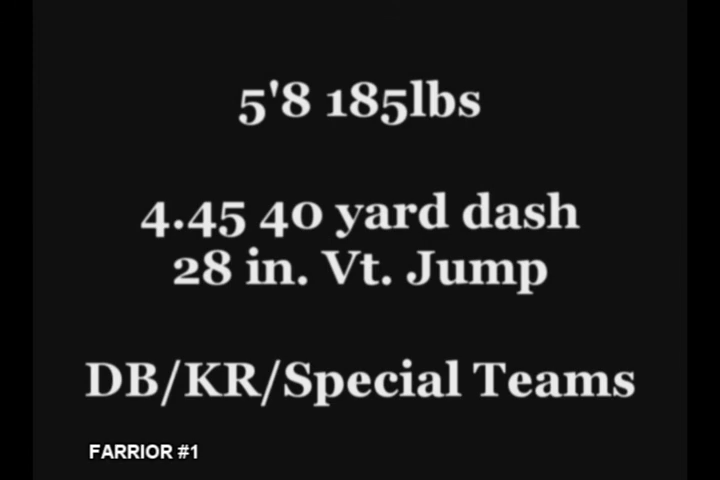 5'8 185lbs
4.45 40 yard dash
28 in. Vt. Jump
DB/KR/Special Teams
FARRIOR #1